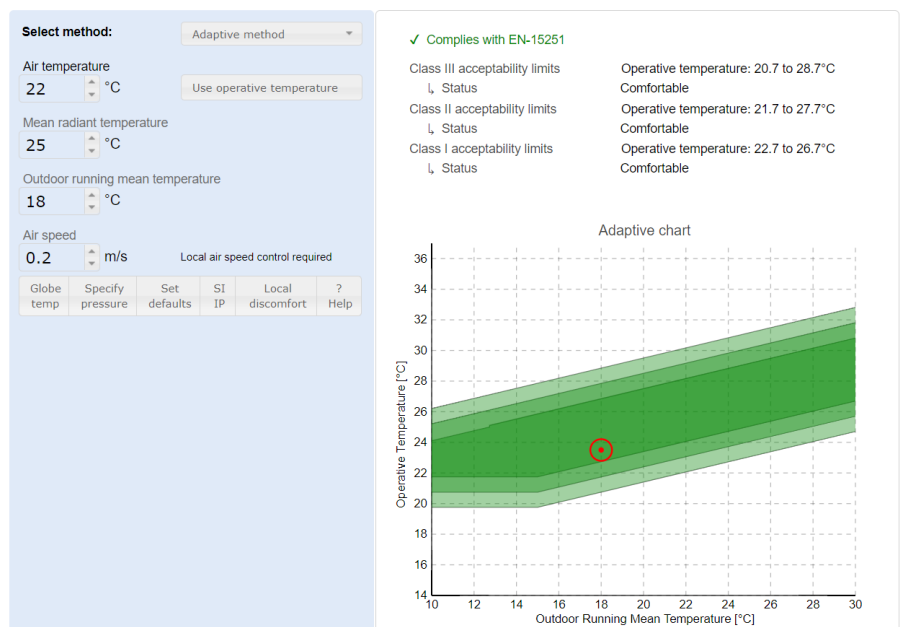 Select method:
Adaptive method
Air temperature
22 °C
Use operative temperature
Mean radiant temperature
25 °C
Outdoor running mean temperature
18 °C
Air speed
0.2 m/s
Local air speed control required
Globe temp
Specify pressure
Set defaults
SI IP
Local discomfort
? Help
✓ Complies with EN-15251
Class III acceptability limits Operative temperature: 20.7 to 28.7°C
↳ Status Comfortable
Class II acceptability limits Operative temperature: 21.7 to 27.7°C
↳ Status Comfortable
Class I acceptability limits Operative temperature: 22.7 to 26.7°C
↳ Status Comfortable
Adaptive chart
Operative Temperature [°C]
36
34
32
30
28
26
24
22
20
18
16
14
10 12 14 16 18 20 22 24 26 28 30
Outdoor Running Mean Temperature [°C]